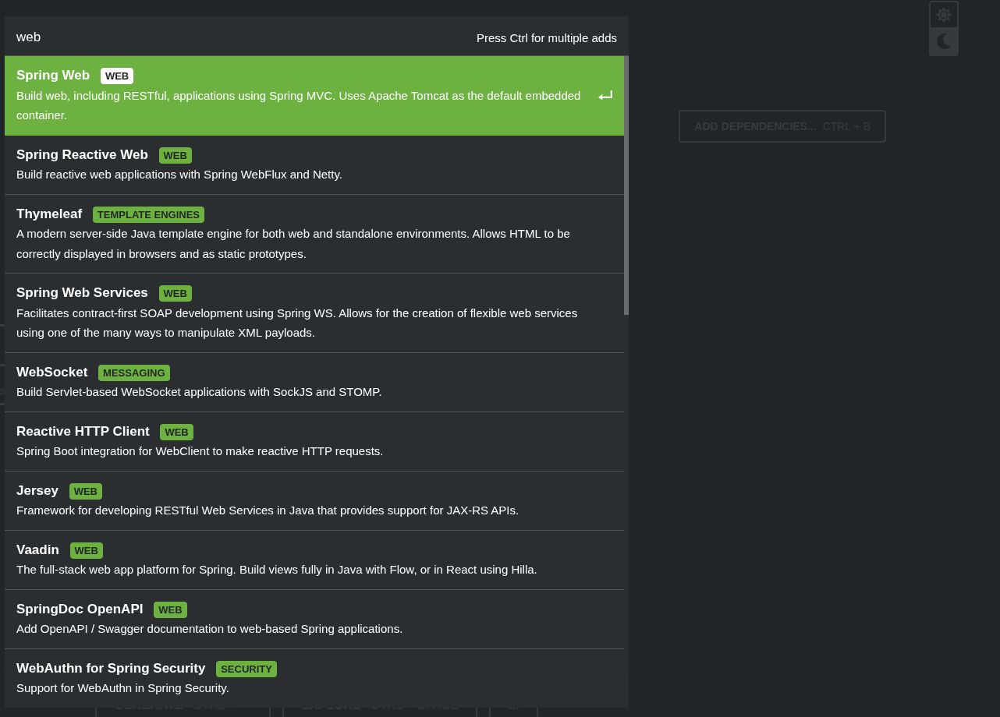 web
Press Ctrl for multiple adds
Spring Web WEB
Build web, including RESTful, applications using Spring MVC. Uses Apache Tomcat as the default embedded
container.
ADD DEPENDENCIES... CTRL + B
Spring Reactive Web WEB
Build reactive web applications with Spring WebFlux and Netty.
Thymeleaf TEMPLATE ENGINES
A modern server-side Java template engine for both web and standalone environments. Allows HTML to be
correctly displayed in browsers and as static prototypes.
Spring Web Services WEB
Facilitates contract-first SOAP development using Spring WS. Allows for the creation of flexible web services
using one of the many ways to manipulate XML payloads.
WebSocket MESSAGING
Build Servlet-based WebSocket applications with SockJS and STOMP.
Reactive HTTP Client WEB
Spring Boot integration for WebClient to make reactive HTTP requests.
Jersey WEB
Framework for developing RESTful Web Services in Java that provides support for JAX-RS APIs.
Vaadin WEB
The full-stack web app platform for Spring. Build views fully in Java with Flow, or in React using Hilla.
SpringDoc OpenAPI WEB
Add OpenAPI / Swagger documentation to web-based Spring applications.
WebAuthn for Spring Security SECURITY
Support for WebAuthn in Spring Security.